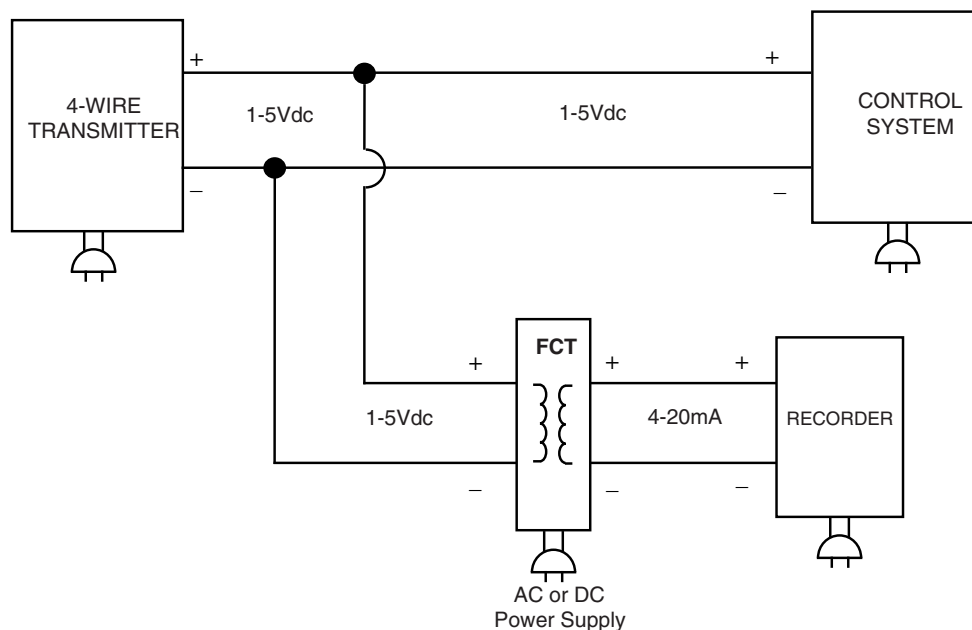 +
+
4-WIRE
TRANSMITTER
1-5Vdc
1-5Vdc
CONTROL
SYSTEM
–
–
FCT
+
+
+
1-5Vdc
4-20mA
RECORDER
–
–
–
AC or DC
Power Supply